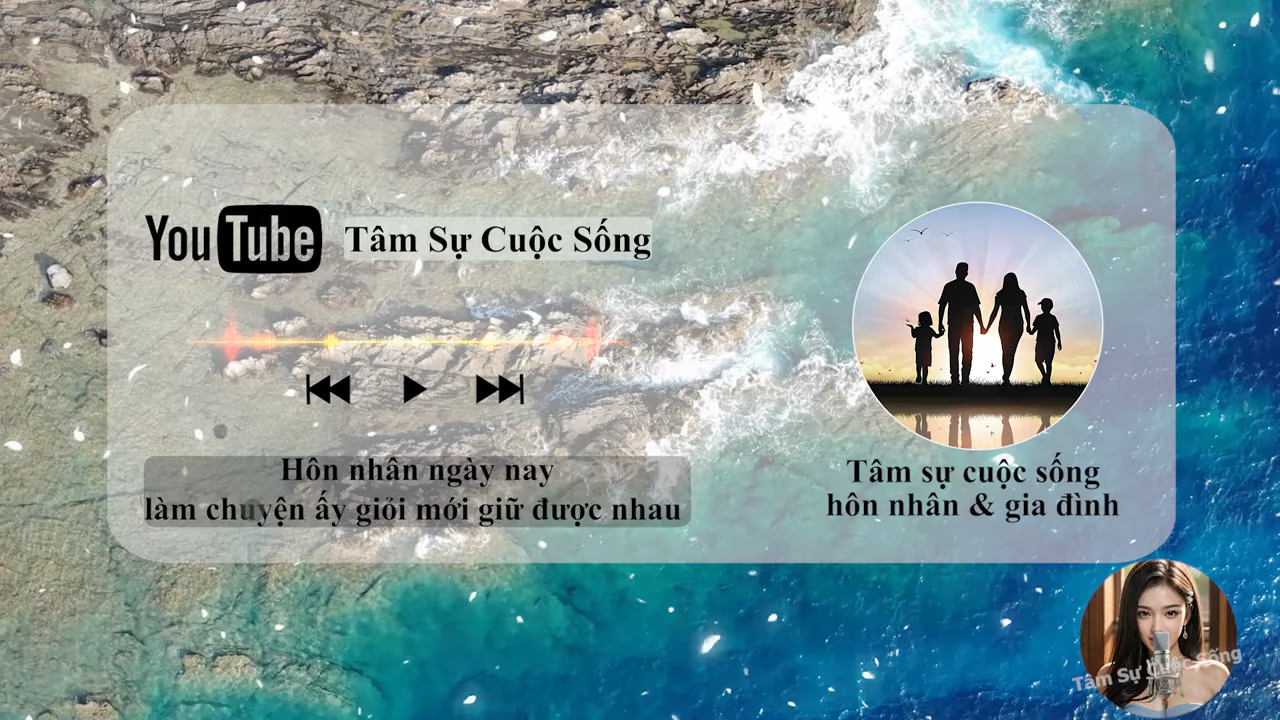 YouTube Tâm Sự Cuộc Sống
Hôn nhân ngày nay
làm chuyện ấy giỏi mới giữ được nhau
Tâm sự cuộc sống
hôn nhân & gia đình
Tâm Sự Cuộc Sống